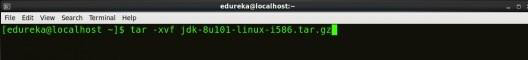 edureka@localhost:~
File Edit View Search Terminal Help
[edureka@localhost ~]$ tar -xvf jdk-8u101-linux-i586.tar.gz